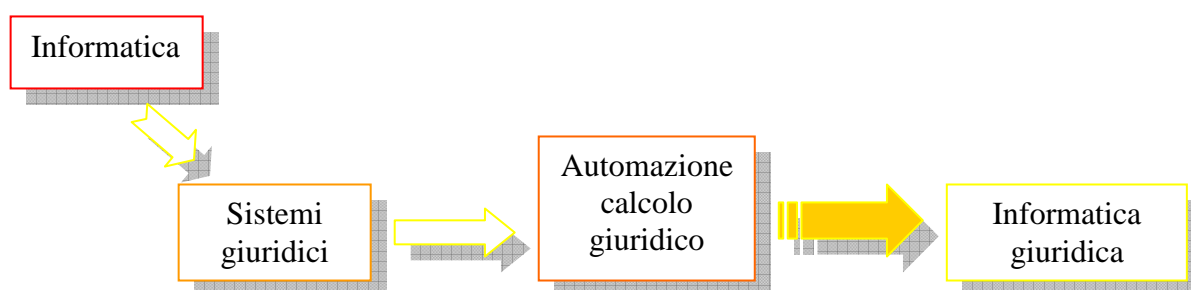 Informatica
Sistemi
giuridici
Automazione
calcolo
giuridico
Informatica
giuridica